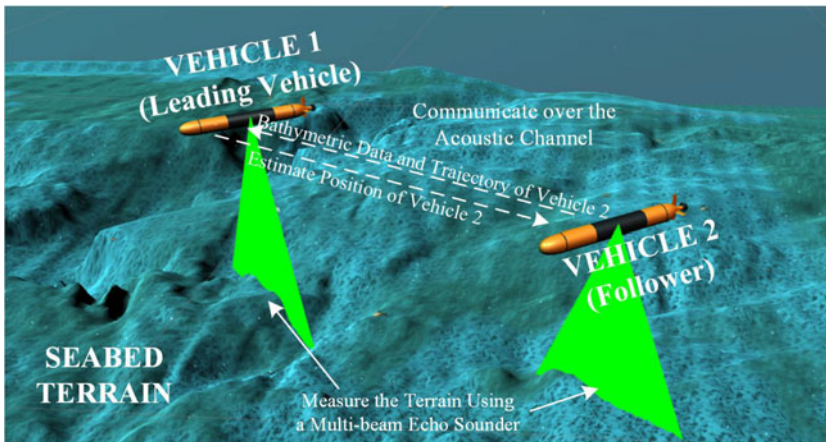 VEHICLE 1
(Leading Vehicle)
Communicate over the
Acoustic Channel
Bathymetric Data and Trajectory of Vehicle 2
Estimate Position of Vehicle 2
VEHICLE 2
(Follower)
SEABED
TERRAIN
Measure the Terrain Using
a Multi-beam Echo Sounder